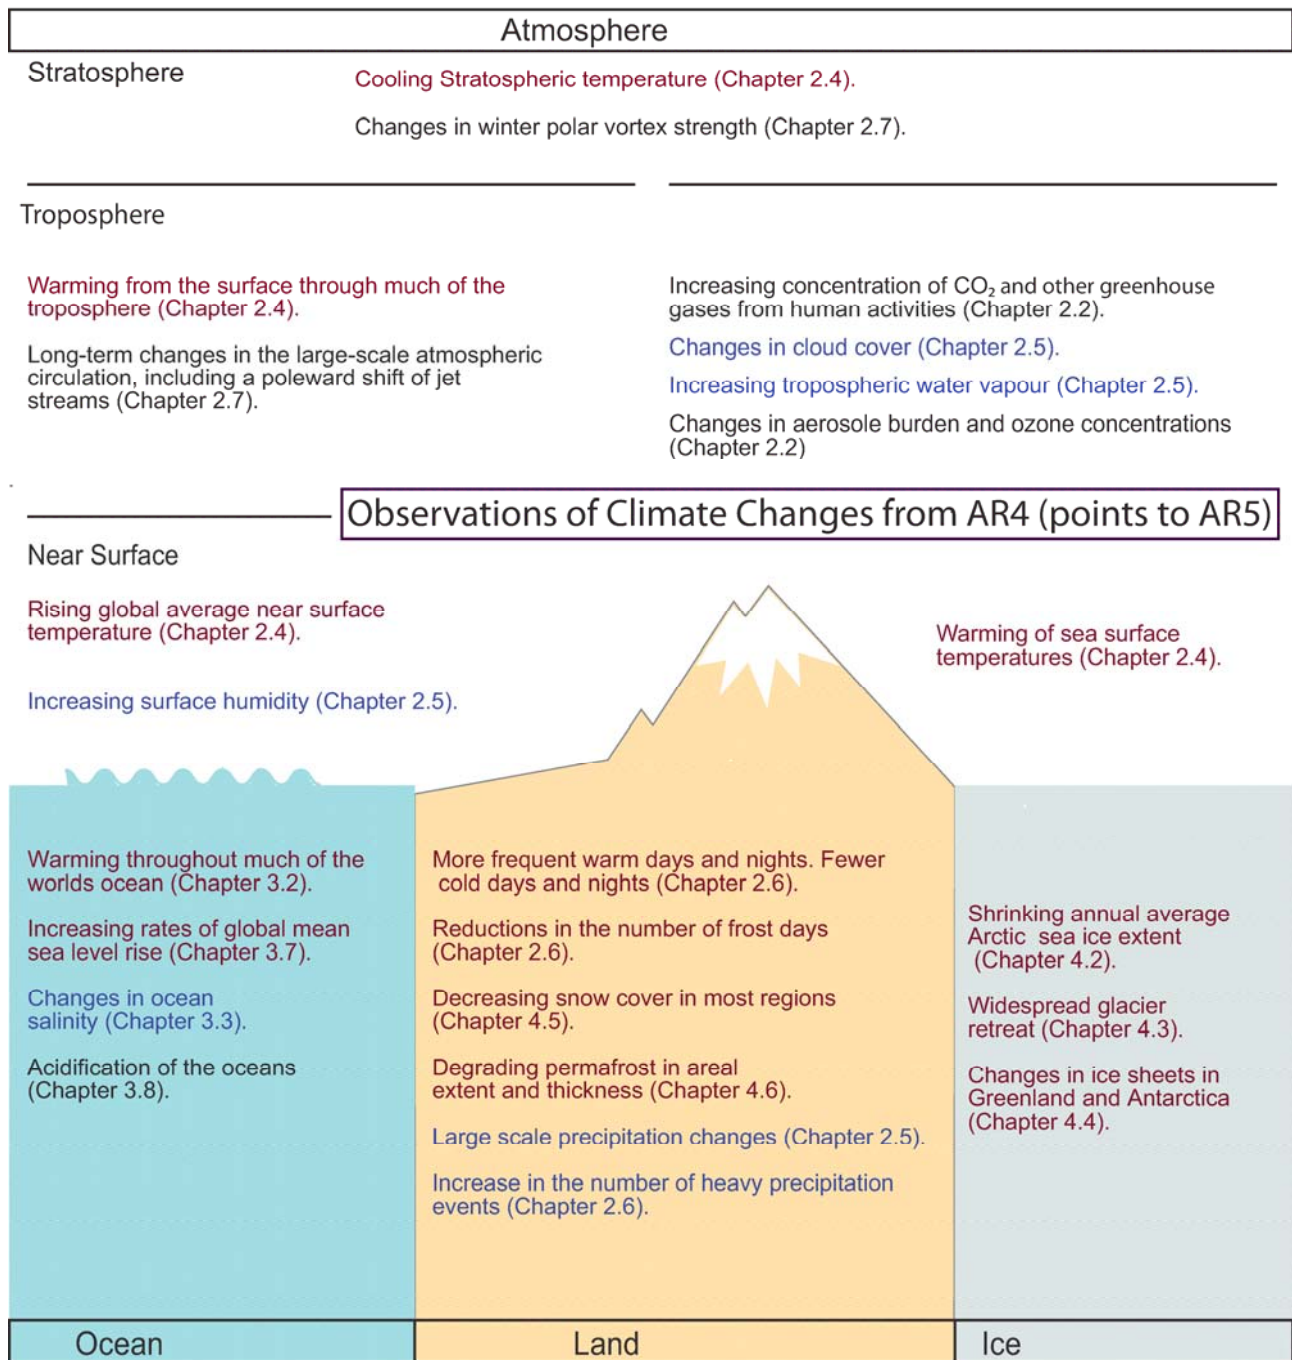 Atmosphere
Stratosphere
Cooling Stratospheric temperature (Chapter 2.4).
Changes in winter polar vortex strength (Chapter 2.7).
Troposphere
Warming from the surface through much of the
troposphere (Chapter 2.4).
Long-term changes in the large-scale atmospheric
circulation, including a poleward shift of jet
streams (Chapter 2.7).
Increasing concentration of CO₂ and other greenhouse
gases from human activities (Chapter 2.2).
Changes in cloud cover (Chapter 2.5).
Increasing tropospheric water vapour (Chapter 2.5).
Changes in aerosole burden and ozone concentrations
(Chapter 2.2)
Observations of Climate Changes from AR4 (points to AR5)
Near Surface
Rising global average near surface
temperature (Chapter 2.4).
Increasing surface humidity (Chapter 2.5).
Warming of sea surface
temperatures (Chapter 2.4).
Warming throughout much of the
worlds ocean (Chapter 3.2).
Increasing rates of global mean
sea level rise (Chapter 3.7).
Changes in ocean
salinity (Chapter 3.3).
Acidification of the oceans
(Chapter 3.8).
More frequent warm days and nights. Fewer
cold days and nights (Chapter 2.6).
Reductions in the number of frost days
(Chapter 2.6).
Decreasing snow cover in most regions
(Chapter 4.5).
Degrading permafrost in areal
extent and thickness (Chapter 4.6).
Large scale precipitation changes (Chapter 2.5).
Increase in the number of heavy precipitation
events (Chapter 2.6).
Shrinking annual average
Arctic sea ice extent
(Chapter 4.2).
Widespread glacier
retreat (Chapter 4.3).
Changes in ice sheets in
Greenland and Antarctica
(Chapter 4.4).
Ocean
Land
Ice